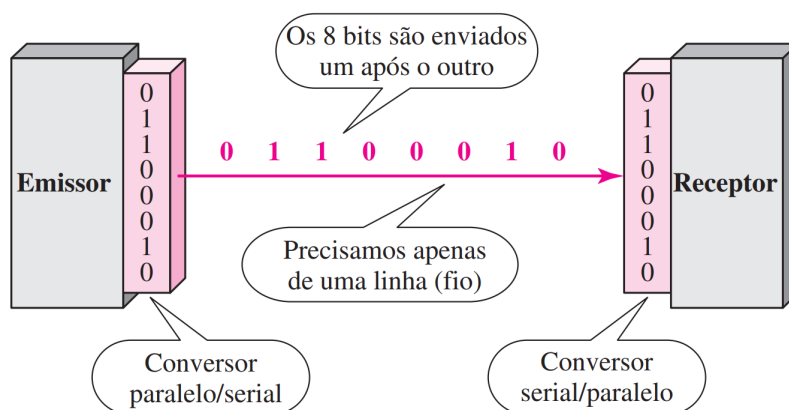 Os 8 bits são enviados
um após o outro
Emissor
0
1
1
0
0
0
1
0
0 1 1 0 0 0 1 0
0
1
1
0
0
0
1
0
Receptor
Precisamos apenas
de uma linha (fio)
Conversor
paralelo/serial
Conversor
serial/paralelo